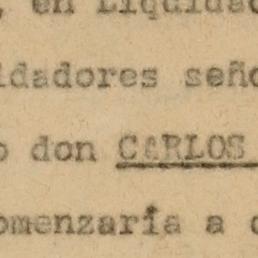 , en Liquidac
idadores seño
o don CARLOS
omenzaría a